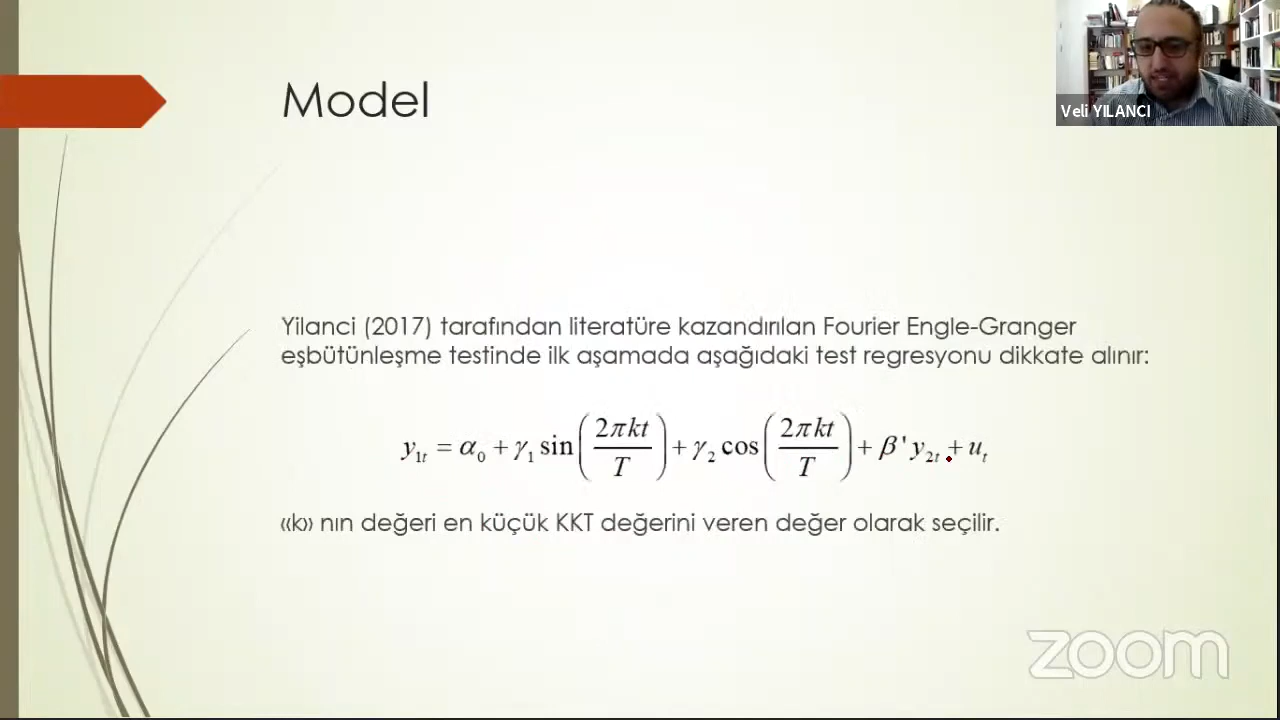 Model
Veli YILANCI
Yilanci (2017) tarafından literatüre kazandırılan Fourier Engle-Granger
eşbütünleşme testinde ilk aşamada aşağıdaki test regresyonu dikkate alınır:
y₁ₜ = α₀ + γ₁ sin(2πkt / T) + γ₂ cos(2πkt / T) + β' y₂ₜ + uₜ
«k» nın değeri en küçük KKT değerini veren değer olarak seçilir.
zoom